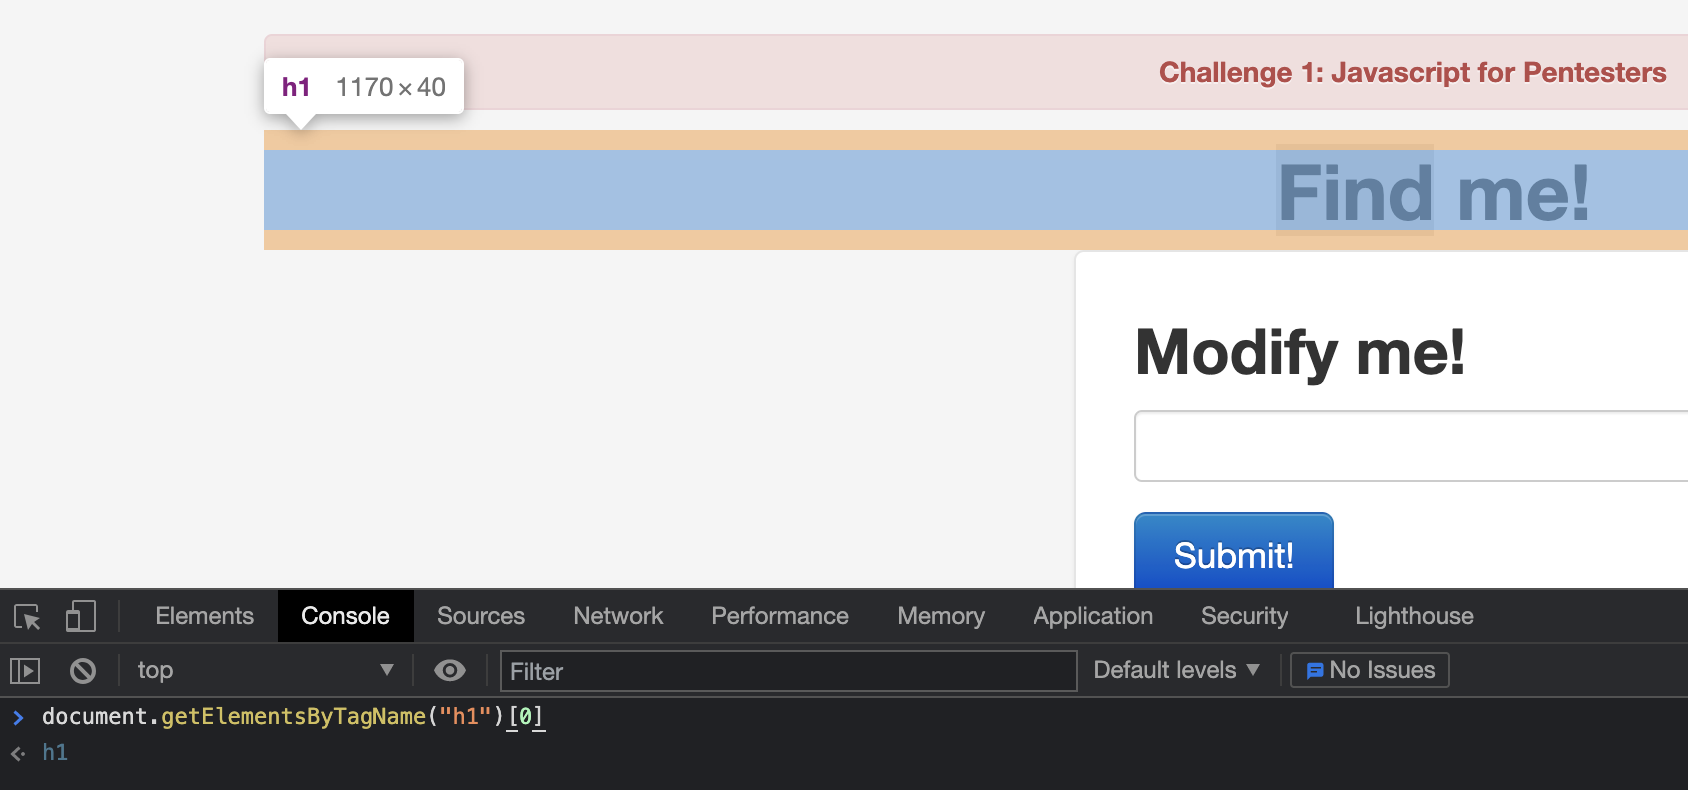 Challenge 1: Javascript for Pentesters
h1 1170×40
Find me!
Modify me!
Submit!
Elements Console Sources Network Performance Memory Application Security Lighthouse
top Filter Default levels No Issues
document.getElementsByTagName("h1")[0]
h1